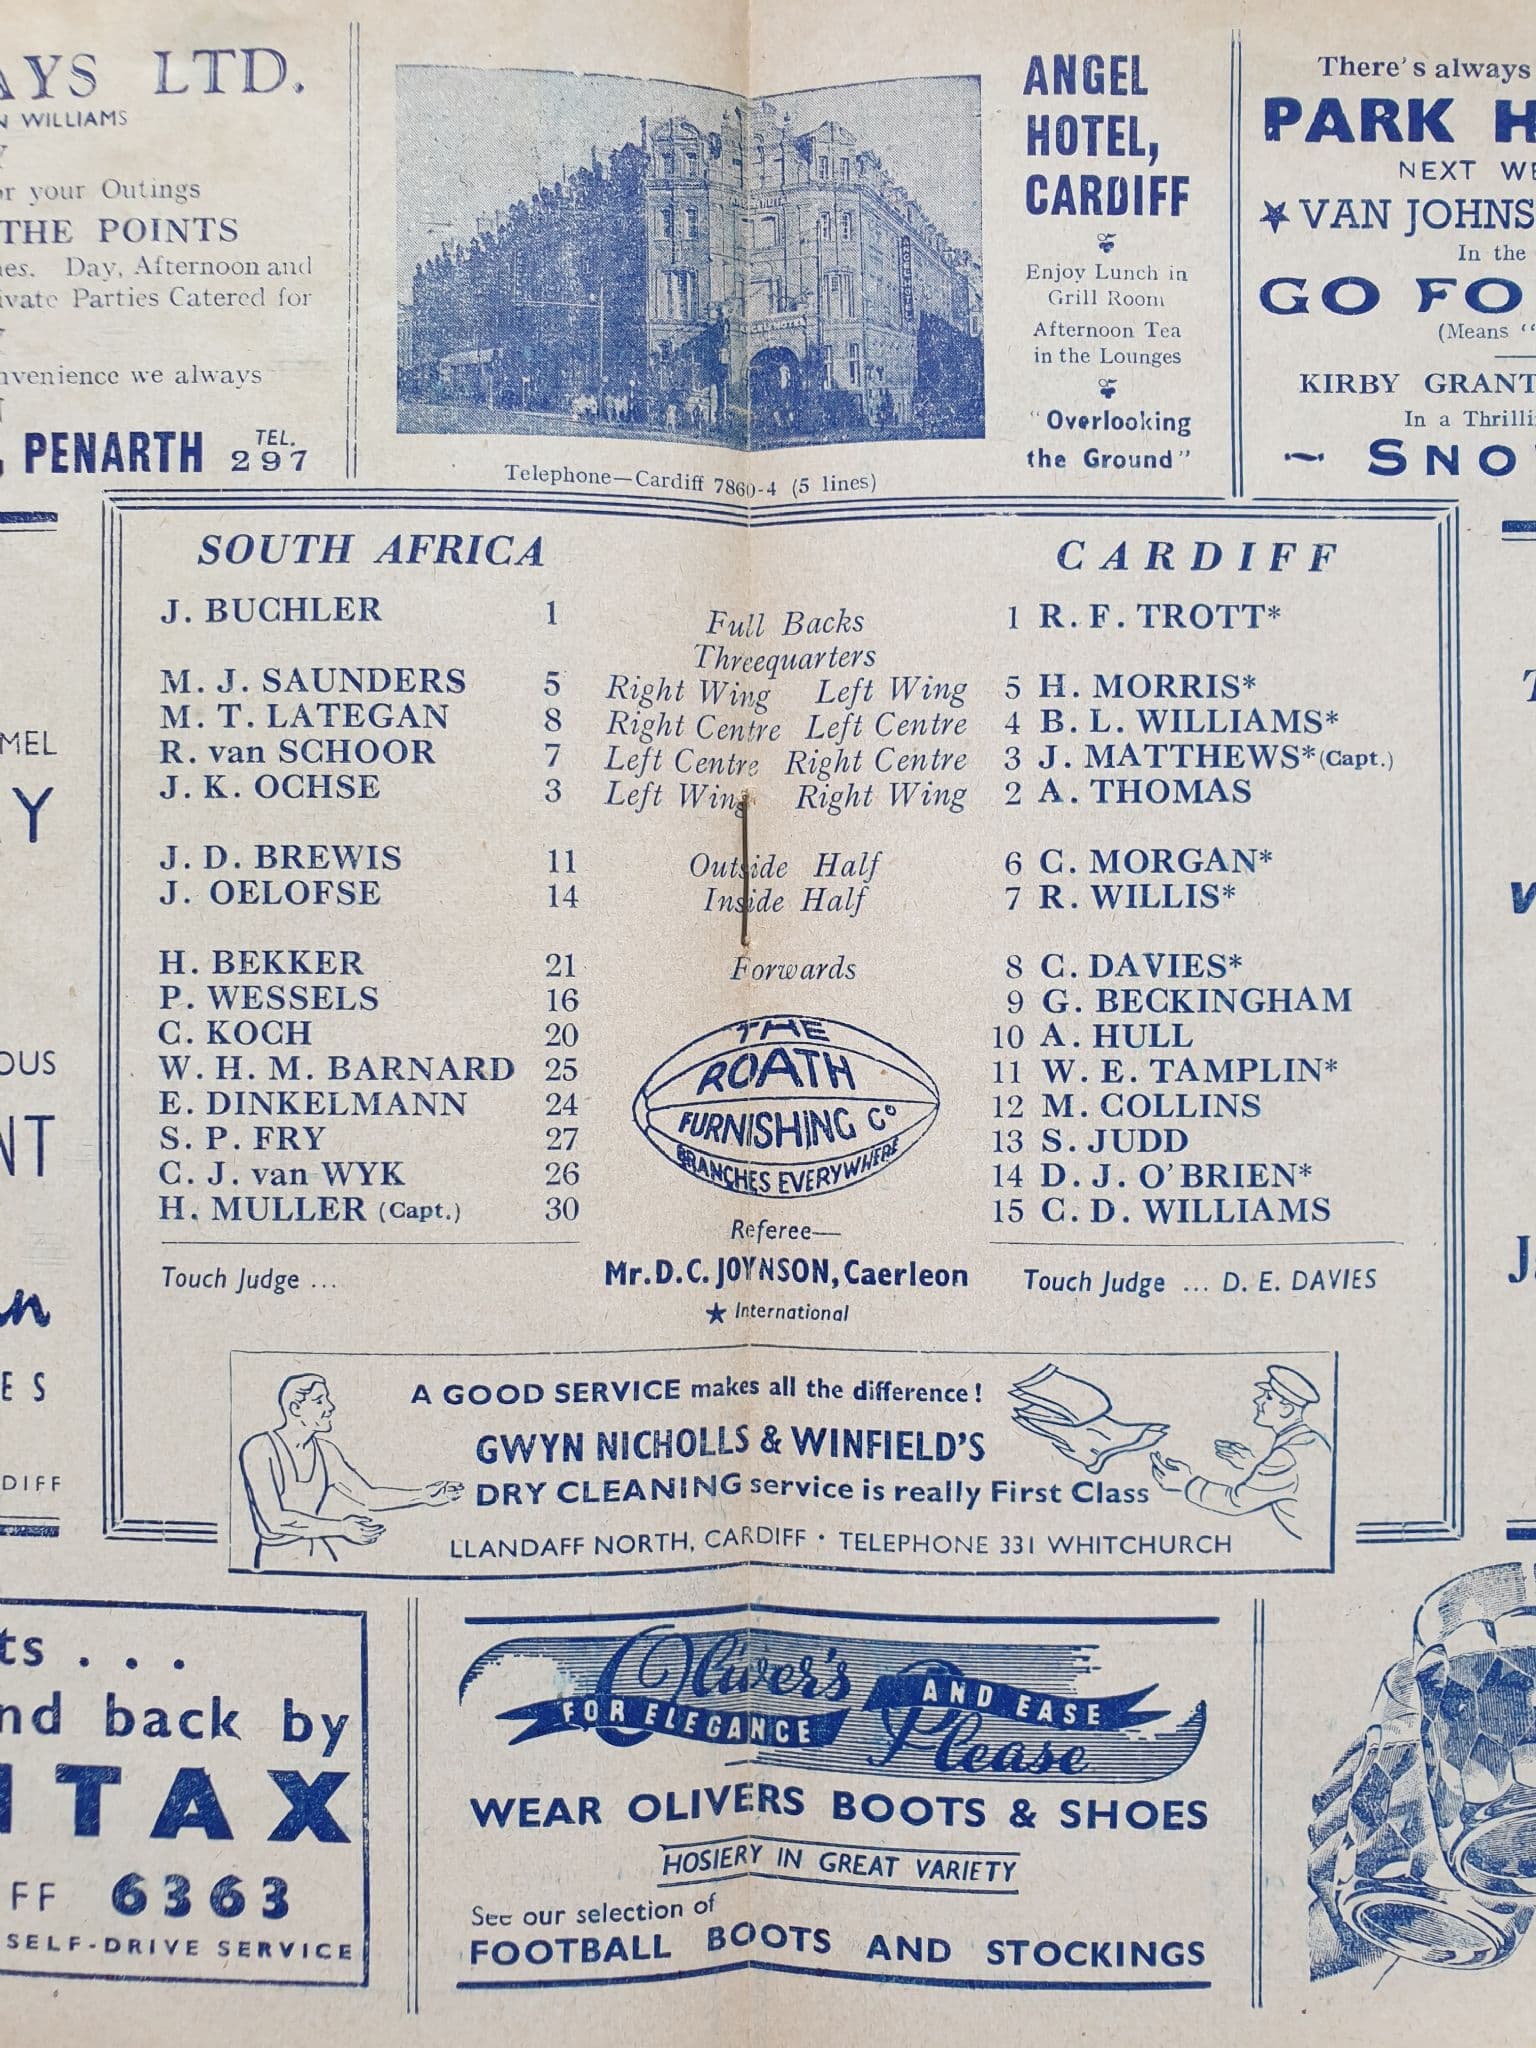 AYS LTD.
N WILLIAMS
or your Outings
THE POINTS
Day, Afternoon and
Private Parties Catered for
we always
, PENARTH TEL. 297
ANGEL
HOTEL,
CARDIFF
Enjoy Lunch in
Grill Room
Afternoon Tea
in the Lounges
"Overlooking
the Ground"
Telephone—Cardiff 7860-4 (5 lines)
There's always
PARK H
NEXT WE
★ VAN JOHNS
In the
GO FO
(Means "
KIRBY GRANT
In a Thrilli
~ SNO
SOUTH AFRICA
CARDIFF
J. BUCHLER 1 Full Backs 1 R. F. TROTT*
Threequarters
M. J. SAUNDERS 5 Right Wing Left Wing 5 H. MORRIS*
M. T. LATEGAN 8 Right Centre Left Centre 4 B. L. WILLIAMS*
R. van SCHOOR 7 Left Centre Right Centre 3 J. MATTHEWS* (Capt.)
J. K. OCHSE 3 Left Wing Right Wing 2 A. THOMAS
J. D. BREWIS 11 Outside Half 6 C. MORGAN*
J. OELOFSE 14 Inside Half 7 R. WILLIS*
H. BEKKER 21 Forwards 8 C. DAVIES*
P. WESSELS 16 9 G. BECKINGHAM
C. KOCH 20 10 A. HULL
W. H. M. BARNARD 25 11 W. E. TAMPLIN*
E. DINKELMANN 24 12 M. COLLINS
S. P. FRY 27 13 S. JUDD
C. J. van WYK 26 14 D. J. O'BRIEN*
H. MULLER (Capt.) 30 15 C. D. WILLIAMS
THE
ROATH
FURNISHING Co
BRANCHES EVERYWHERE
Referee—
Mr. D. C. JOYNSON, Caerleon
★ International
Touch Judge ...
Touch Judge ... D. E. DAVIES
MEL
Y
OUS
NT
an
ES
DIFF
A GOOD SERVICE makes all the difference!
GWYN NICHOLLS & WINFIELD'S
DRY CLEANING service is really First Class
LLANDAFF NORTH, CARDIFF · TELEPHONE 331 WHITCHURCH
ts . . .
nd back by
ITAX
FF 6363
SELF-DRIVE SERVICE
Oliver's
FOR ELEGANCE AND EASE
Please
WEAR OLIVERS BOOTS & SHOES
HOSIERY IN GREAT VARIETY
See our selection of
FOOTBALL BOOTS AND STOCKINGS